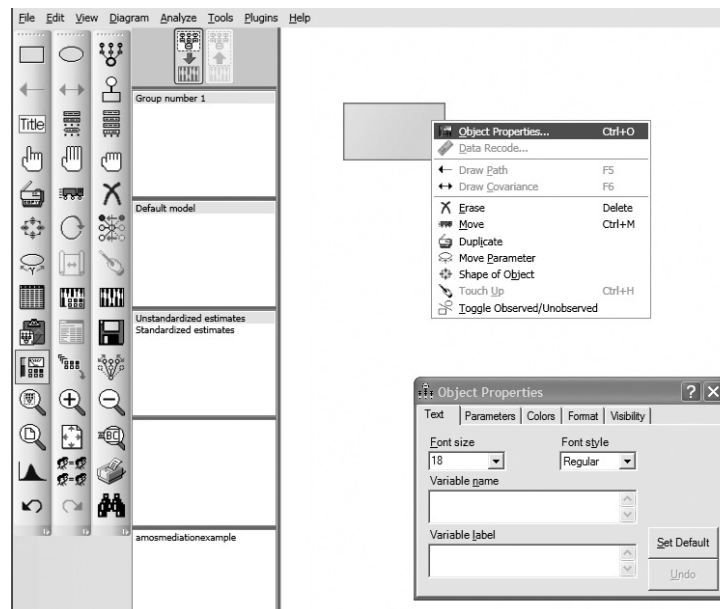 File Edit View Diagram Analyze Tools Plugins Help
Title
Group number 1
Default model
Unstandardized estimates
Standardized estimates
amosmediationexample
Object Properties... Ctrl+O
Data Recode...
Draw Path F5
Draw Covariance F6
Erase Delete
Move Ctrl+M
Duplicate
Move Parameter
Shape of Object
Touch Up Ctrl+H
Toggle Observed/Unobserved
Object Properties
Text Parameters Colors Format Visibility
Font size Font style
18 Regular
Variable name
Variable label
Set Default
Undo